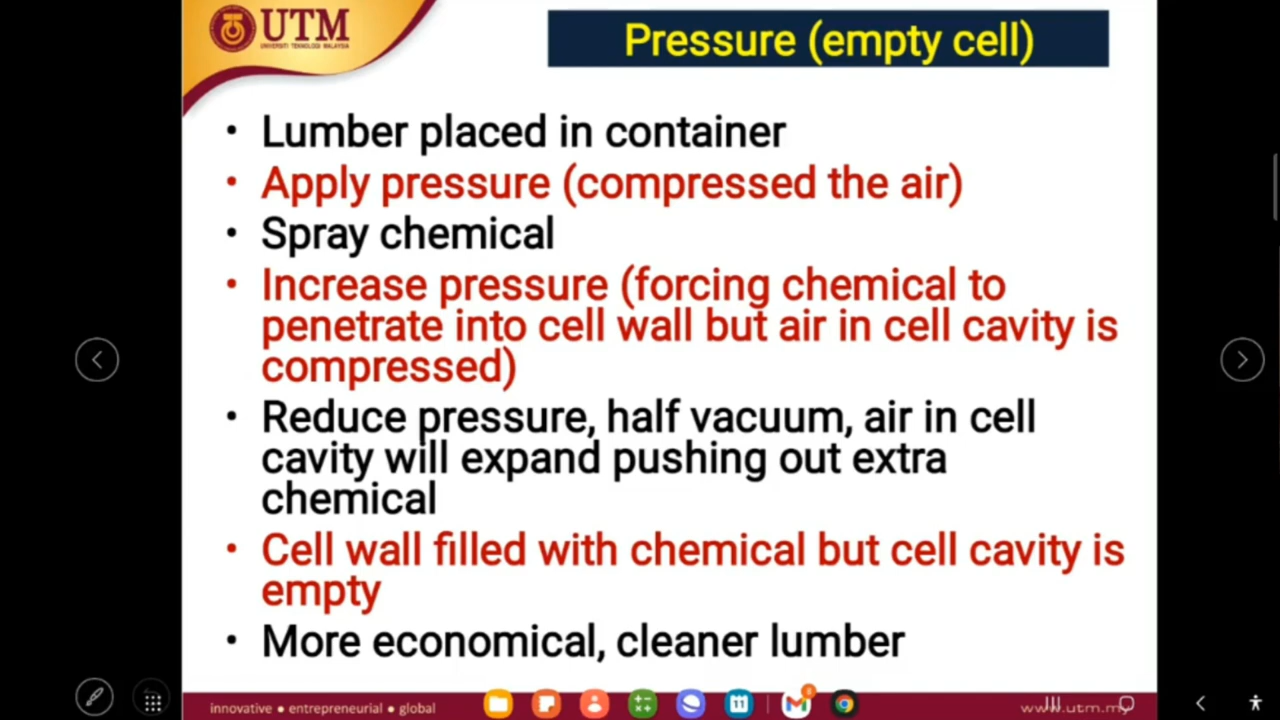 UTM
UNIVERSITI TEKNOLOGI MALAYSIA
Pressure (empty cell)
• Lumber placed in container
• Apply pressure (compressed the air)
• Spray chemical
• Increase pressure (forcing chemical to
penetrate into cell wall but air in cell cavity is
compressed)
• Reduce pressure, half vacuum, air in cell
cavity will expand pushing out extra
chemical
• Cell wall filled with chemical but cell cavity is
empty
• More economical, cleaner lumber
innovative ● entrepreneurial ● global
11
www.utm.my